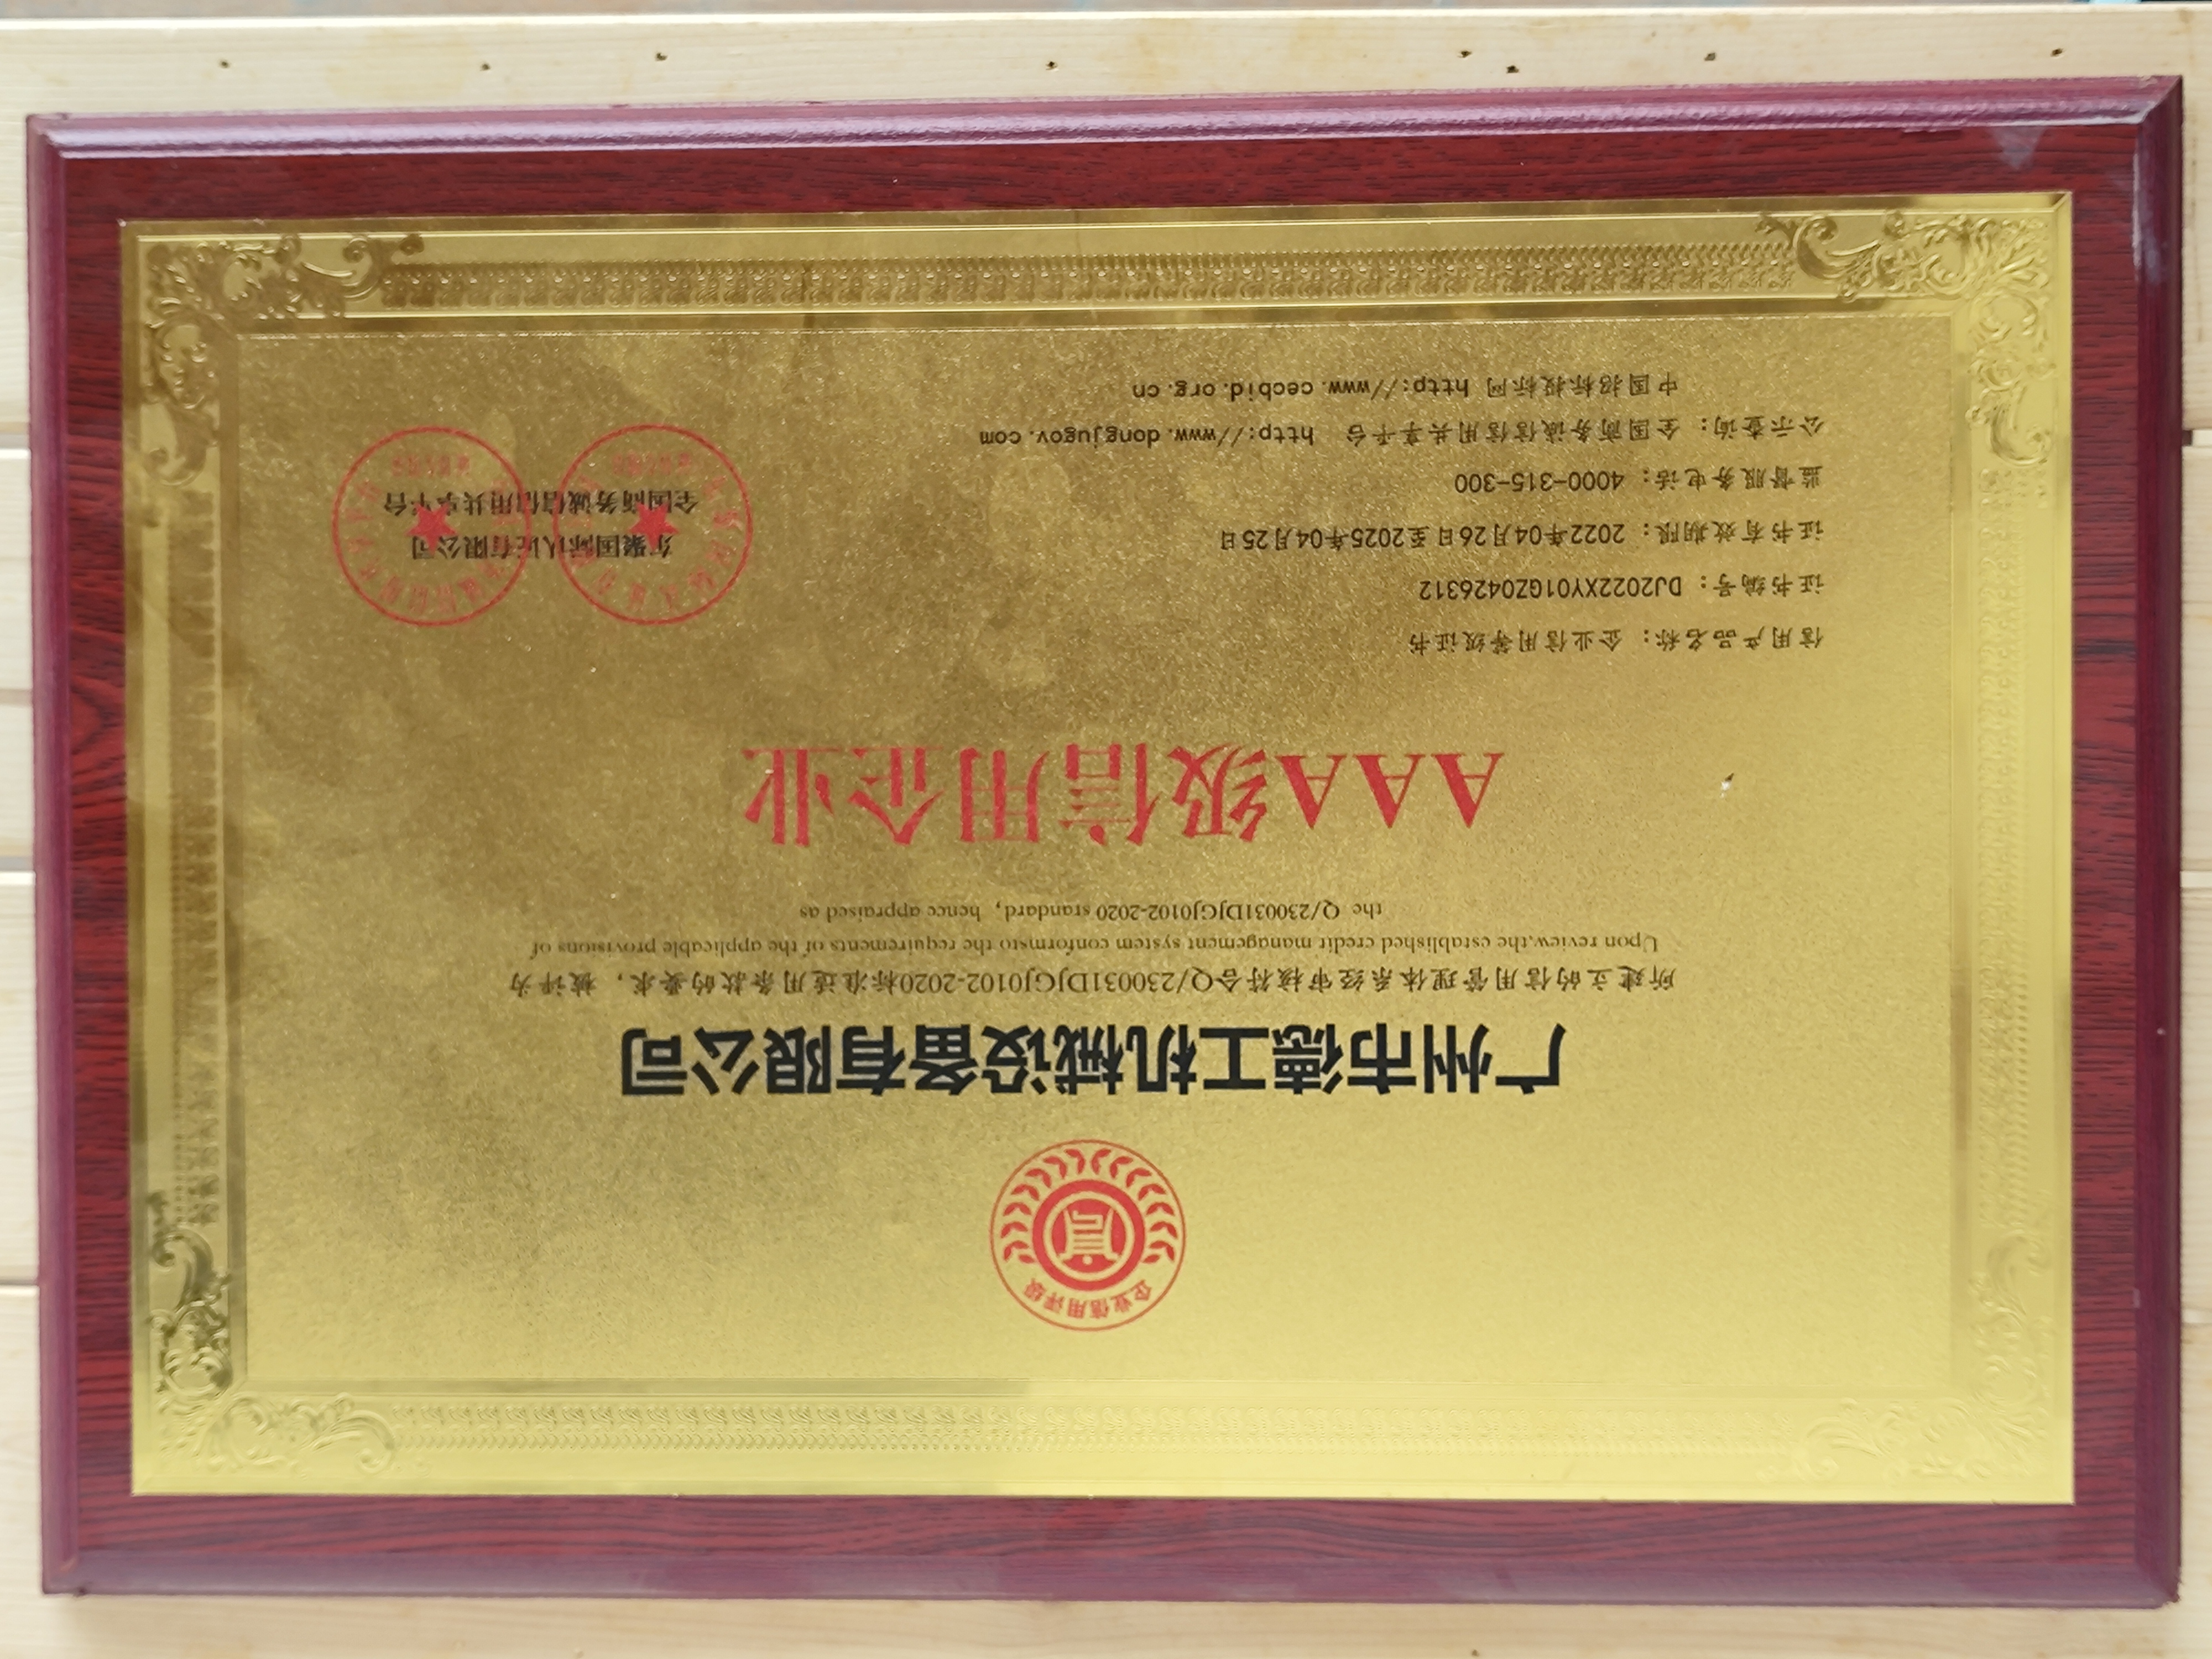 企业信用评级
广州市德工机械设备有限公司
所建立的信用管理体系经审核符合Q/230031DJGJ0102-2020标准适用条款的要求，被评为
Upon review,the established credit management system conformsto the requirements of the applicable provisions of
the Q/230031DJGJ0102-2020 standard, hence appraised as
AAA级信用企业
信用产品名称：企业信用等级证书
证书编号：DJ2022XY01GZ0426312
证书有效期限：2022年04月26日至2025年04月25日
监督服务电话：4000-315-300
公示查询：全国商务诚信信用共享平台 http://www.dongjugov.com
中国招标投标网 http://www.cecbid.org.cn
东聚国际认证有限公司
全国商务诚信信用共享平台